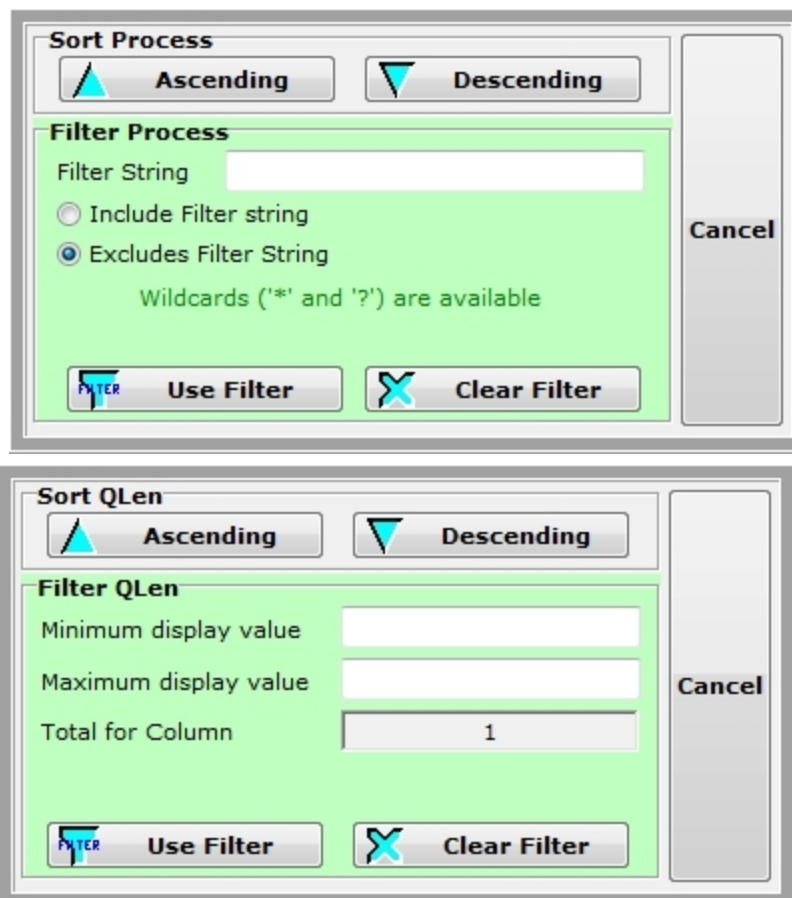 Sort Process
Ascending Descending
Filter Process
Filter String
Include Filter string
Excludes Filter String
Cancel
Wildcards ('*' and '?') are available
FILTER Use Filter Clear Filter
Sort QLen
Ascending Descending
Filter QLen
Minimum display value
Maximum display value
Cancel
Total for Column 1
FILTER Use Filter Clear Filter